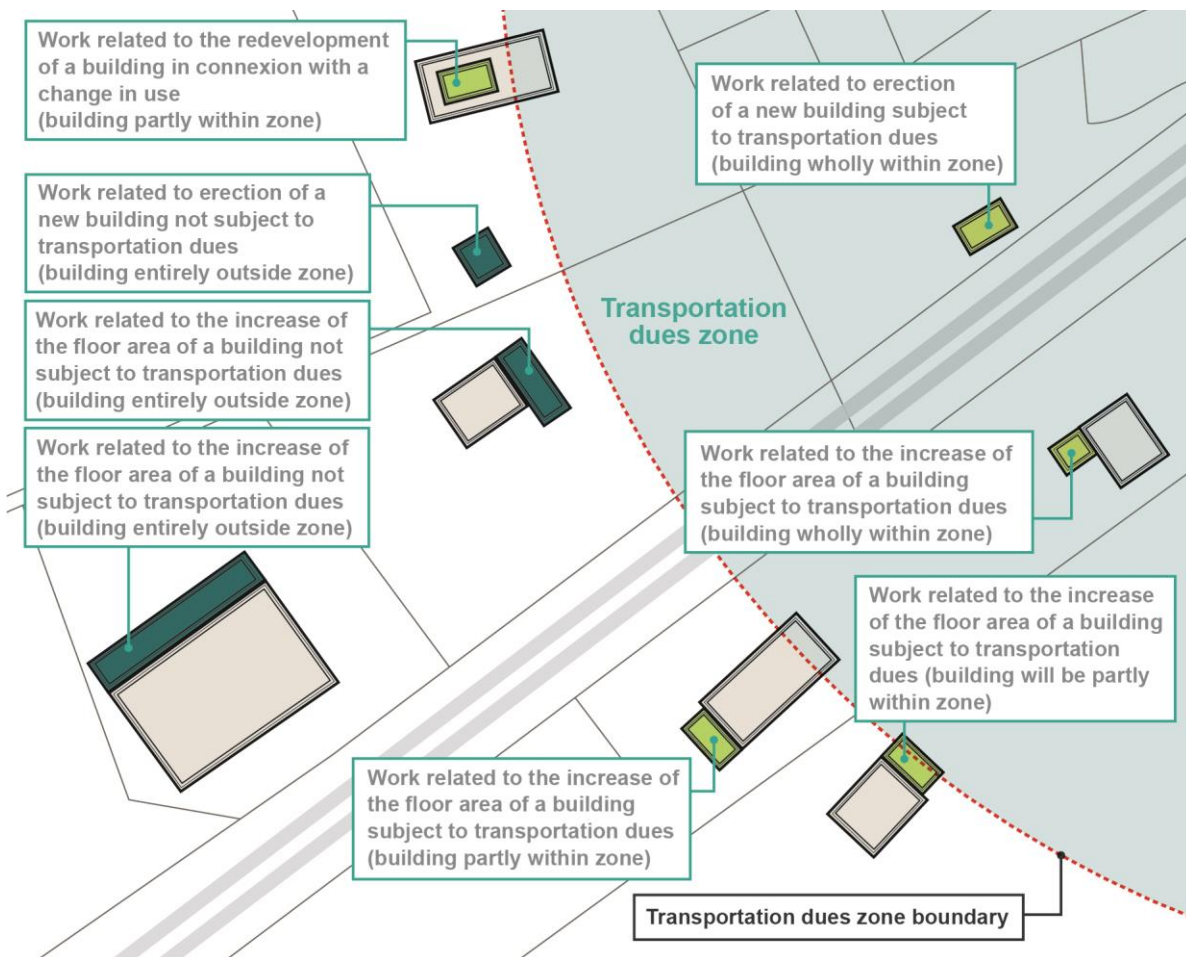 Work related to the redevelopment
of a building in connexion with a
change in use
(building partly within zone)
Work related to erection
of a new building subject
to transportation dues
(building wholly within zone)
Work related to erection of a
new building not subject to
transportation dues
(building entirely outside zone)
Transportation
dues zone
Work related to the increase of
the floor area of a building not
subject to transportation dues
(building entirely outside zone)
Work related to the increase of
the floor area of a building not
subject to transportation dues
(building entirely outside zone)
Work related to the increase of
the floor area of a building
subject to transportation dues
(building wholly within zone)
Work related to the increase
of the floor area of a building
subject to transportation
dues (building will be partly
within zone)
Work related to the increase of
the floor area of a building
subject to transportation dues
(building partly within zone)
Transportation dues zone boundary